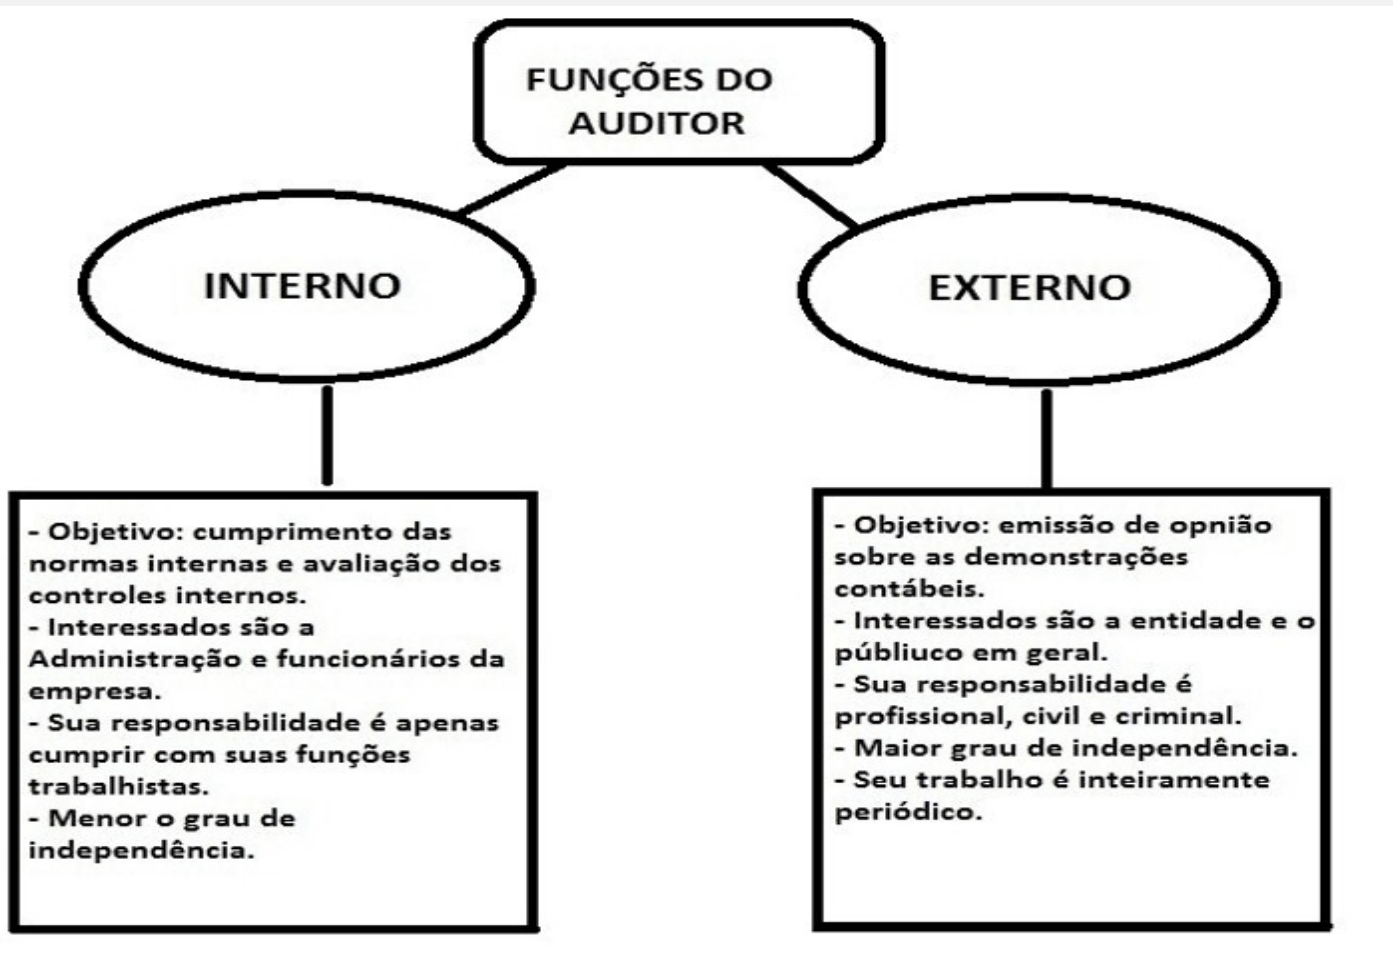 FUNÇÕES DO
AUDITOR
INTERNO
EXTERNO
- Objetivo: cumprimento das
normas internas e avaliação dos
controles internos.
- Interessados são a
Administração e funcionários da
empresa.
- Sua responsabilidade é apenas
cumprir com suas funções
trabalhistas.
- Menor o grau de
independência.
- Objetivo: emissão de opnião
sobre as demonstrações
contábeis.
- Interessados são a entidade e o
públiuco em geral.
- Sua responsabilidade é
profissional, civil e criminal.
- Maior grau de independência.
- Seu trabalho é inteiramente
periódico.